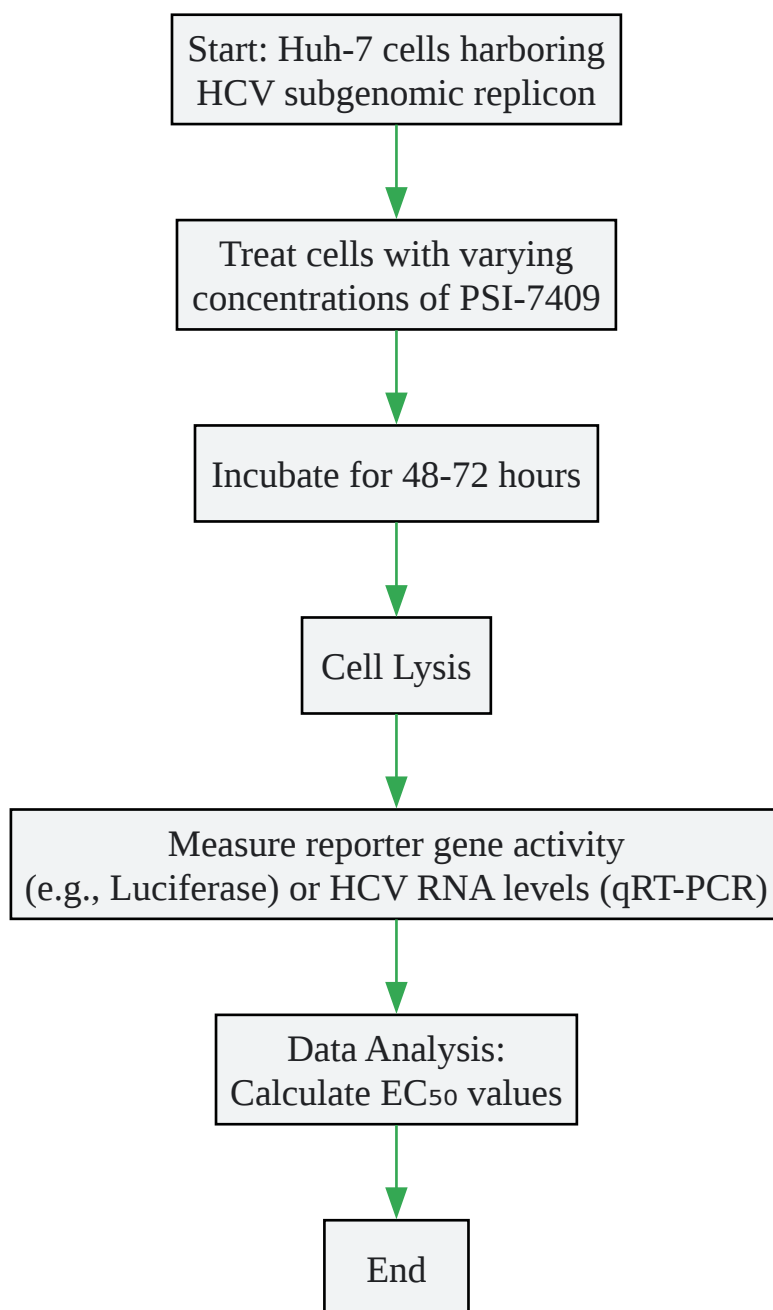 Start: Huh-7 cells harboring
HCV subgenomic replicon
Treat cells with varying
concentrations of PSI-7409
Incubate for 48-72 hours
Cell Lysis
Measure reporter gene activity
(e.g., Luciferase) or HCV RNA levels (qRT-PCR)
Data Analysis:
Calculate EC₅₀ values
End